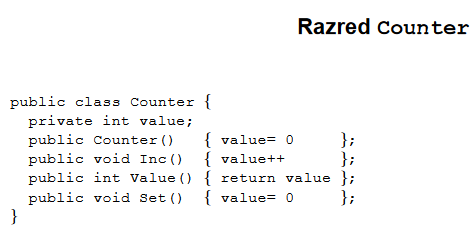 Razred Counter
public class Counter {
  private int value;
  public Counter()   { value= 0     };
  public void Inc()  { value++      };
  public int Value() { return value };
  public void Set()  { value= 0     };
}